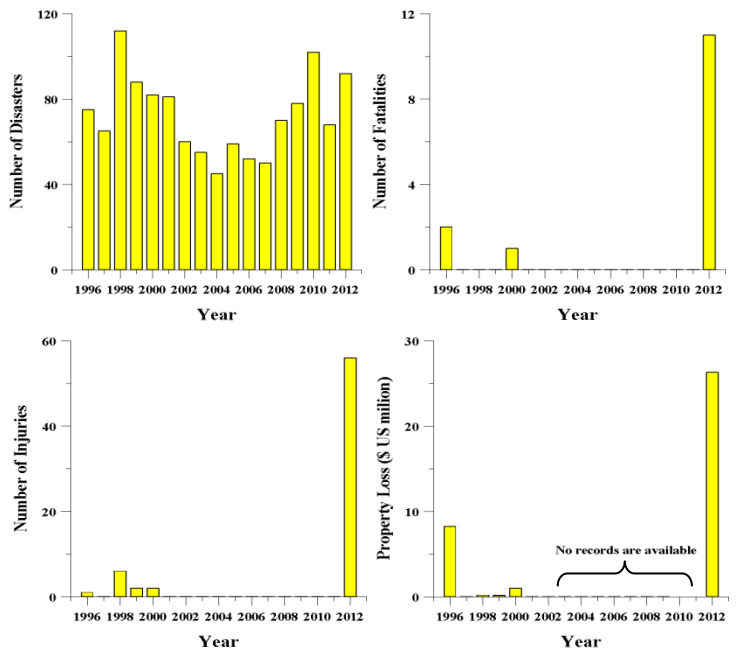 120
80
40
0
Number of Disasters
1996 1998 2000 2002 2004 2006 2008 2010 2012
Year
12
8
4
0
Number of Fatalities
1996 1998 2000 2002 2004 2006 2008 2010 2012
Year
60
40
20
0
Number of Injuries
1996 1998 2000 2002 2004 2006 2008 2010 2012
Year
30
20
10
0
Property Loss ($ US milion)
No records are available
1996 1998 2000 2002 2004 2006 2008 2010 2012
Year